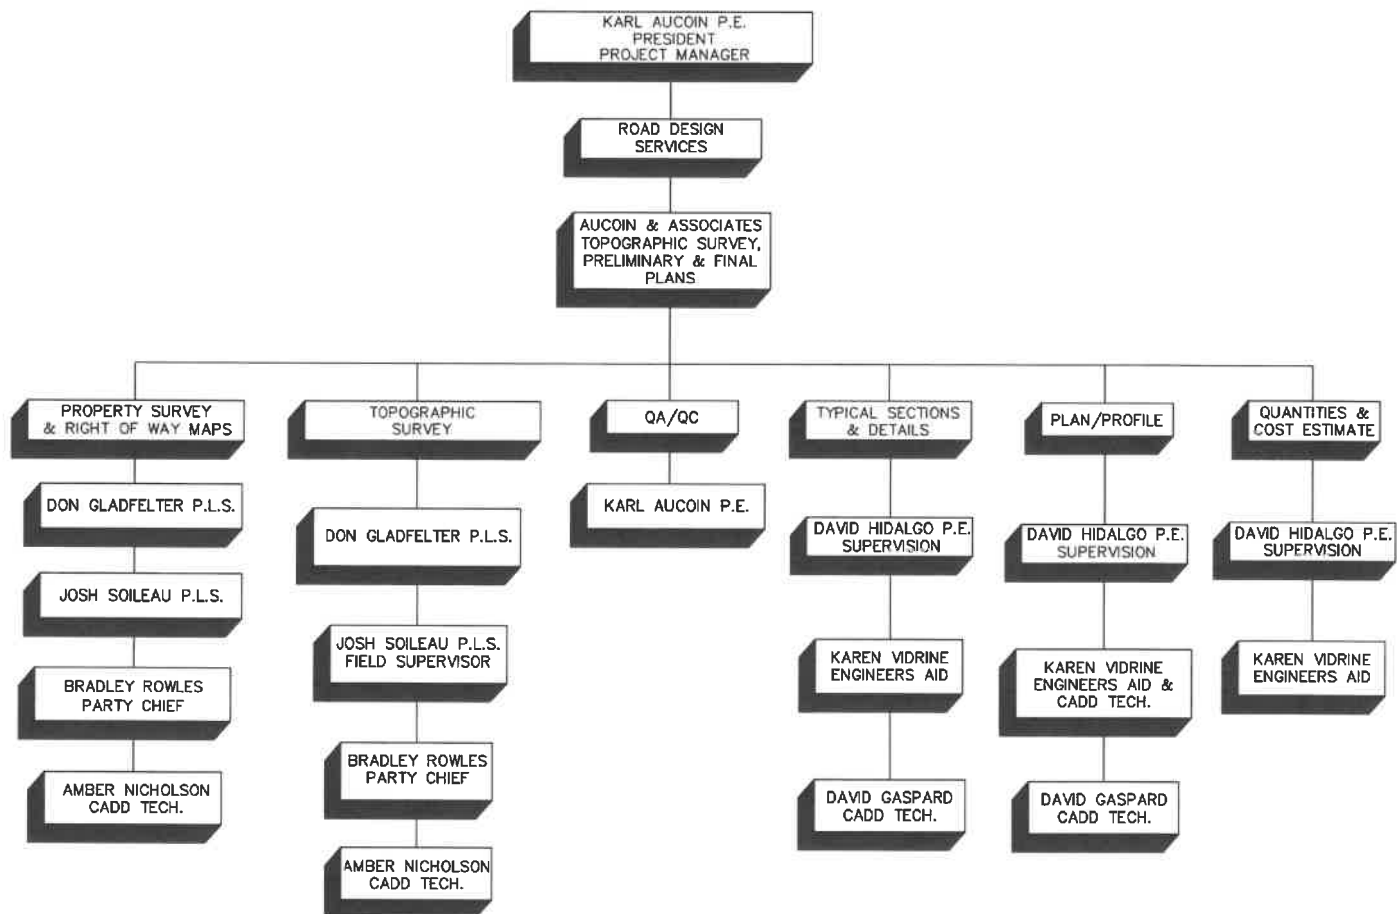 KARL AUCOIN P.E.
PRESIDENT
PROJECT MANAGER
ROAD DESIGN
SERVICES
AUCOIN & ASSOCIATES
TOPOGRAPHIC SURVEY,
PRELIMINARY & FINAL
PLANS
PROPERTY SURVEY
& RIGHT OF WAY MAPS
DON GLADFELTER P.L.S.
JOSH SOILEAU P.L.S.
BRADLEY ROWLES
PARTY CHIEF
AMBER NICHOLSON
CADD TECH.
TOPOGRAPHIC
SURVEY
DON GLADFELTER P.L.S.
JOSH SOILEAU P.L.S.
FIELD SUPERVISOR
BRADLEY ROWLES
PARTY CHIEF
AMBER NICHOLSON
CADD TECH.
QA/QC
KARL AUCOIN P.E.
TYPICAL SECTIONS
& DETAILS
DAVID HIDALGO P.E.
SUPERVISION
KAREN VIDRINE
ENGINEERS AID
DAVID GASPARD
CADD TECH.
PLAN/PROFILE
DAVID HIDALGO P.E.
SUPERVISION
KAREN VIDRINE
ENGINEERS AID &
CADD TECH.
DAVID GASPARD
CADD TECH.
QUANTITIES &
COST ESTIMATE
DAVID HIDALGO P.E.
SUPERVISION
KAREN VIDRINE
ENGINEERS AID